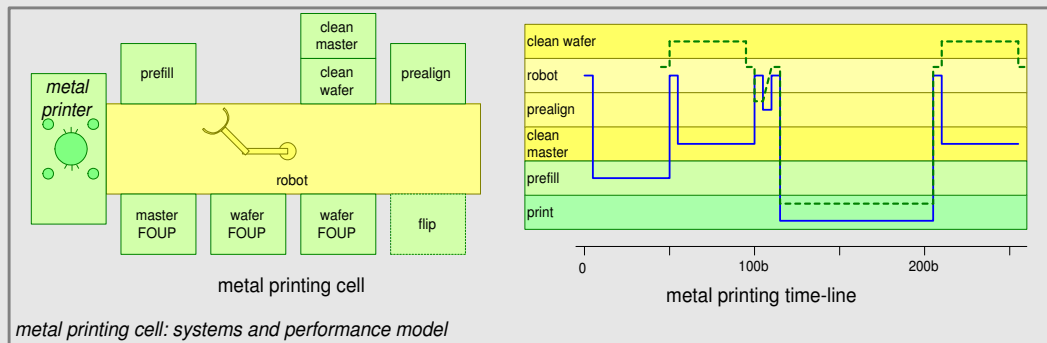 clean
master
clean
wafer
prefill
prealign
metal
printer
robot
master
FOUP
wafer
FOUP
wafer
FOUP
flip
metal printing cell
clean wafer
robot
prealign
clean
master
prefill
print
0
100b
200b
metal printing time-line
metal printing cell: systems and performance model